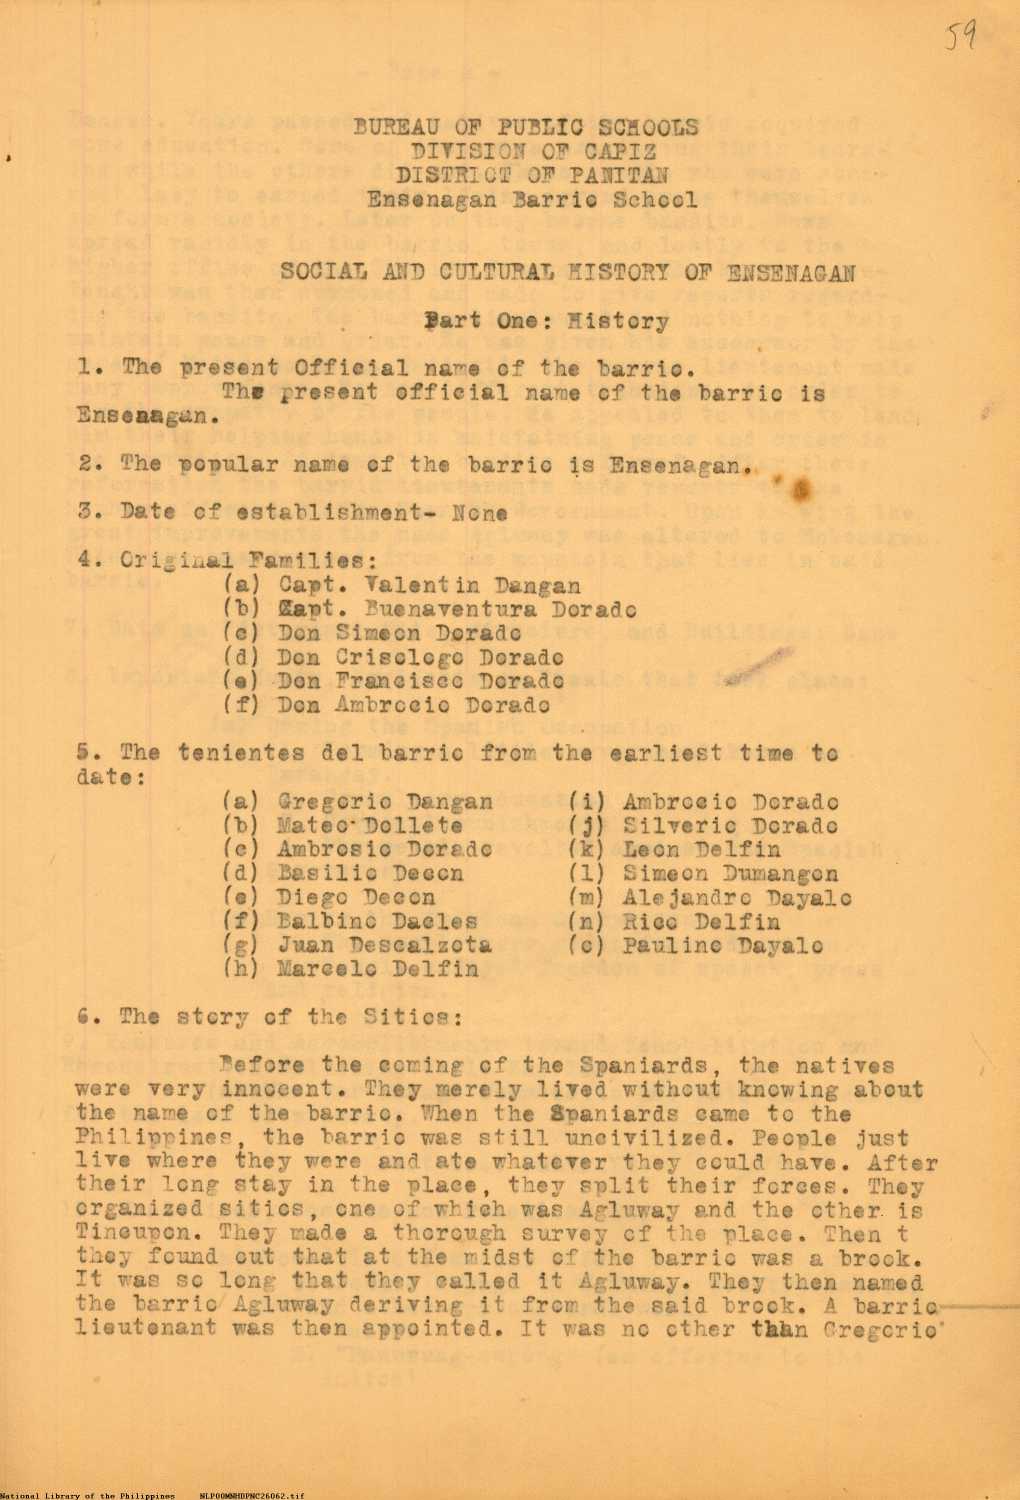 59
BUREAU OF PUBLIC SCHOOLS
DIVISION OF CAPIZ
DISTRICT OF PANITAN
Ensenagan Barrio School
SOCIAL AND CULTURAL HISTORY OF ENSENAGAN
Part One: History
1. The present Official name of the barrio.
The present official name of the barrio is
Ensenagan.
2. The popular name of the barrio is Ensenagan.
3. Date of establishment- None
4. Original Families:
(a) Capt. Valentin Dangan
(b) Capt. Buenaventura Dorado
(c) Don Simeon Dorado
(d) Don Crisologo Dorado
(e) Don Francisco Dorado
(f) Don Ambrocio Dorado
5. The tenientes del barrio from the earliest time to
date:
(a) Gregorio Dangan (i) Ambrocio Dorado
(b) Mateo Dollete (j) Silverio Dorado
(c) Ambrosio Dorado (k) Leon Delfin
(d) Basilio Decon (l) Simeon Dumangon
(e) Diego Decon (m) Alejandro Dayalo
(f) Balbino Dacles (n) Rico Delfin
(g) Juan Descalzota (o) Paulino Dayalo
(h) Marcelo Delfin
6. The story of the Sitios:
Before the coming of the Spaniards, the natives
were very innocent. They merely lived without knowing about
the name of the barrio. When the Spaniards came to the
Philippines, the barrio was still uncivilized. People just
live where they were and ate whatever they could have. After
their long stay in the place, they split their forces. They
organized sitios, one of which was Agluway and the other is
Tinoupon. They made a thorough survey of the place. Then t
they found out that at the midst of the barrio was a brook.
It was so long that they called it Agluway. They then named
the barrio Agluway deriving it from the said brook. A barrio
lieutenant was then appointed. It was no other than Gregorio
National Library of the Philippines NLPOOMNHDPNC26062.tif